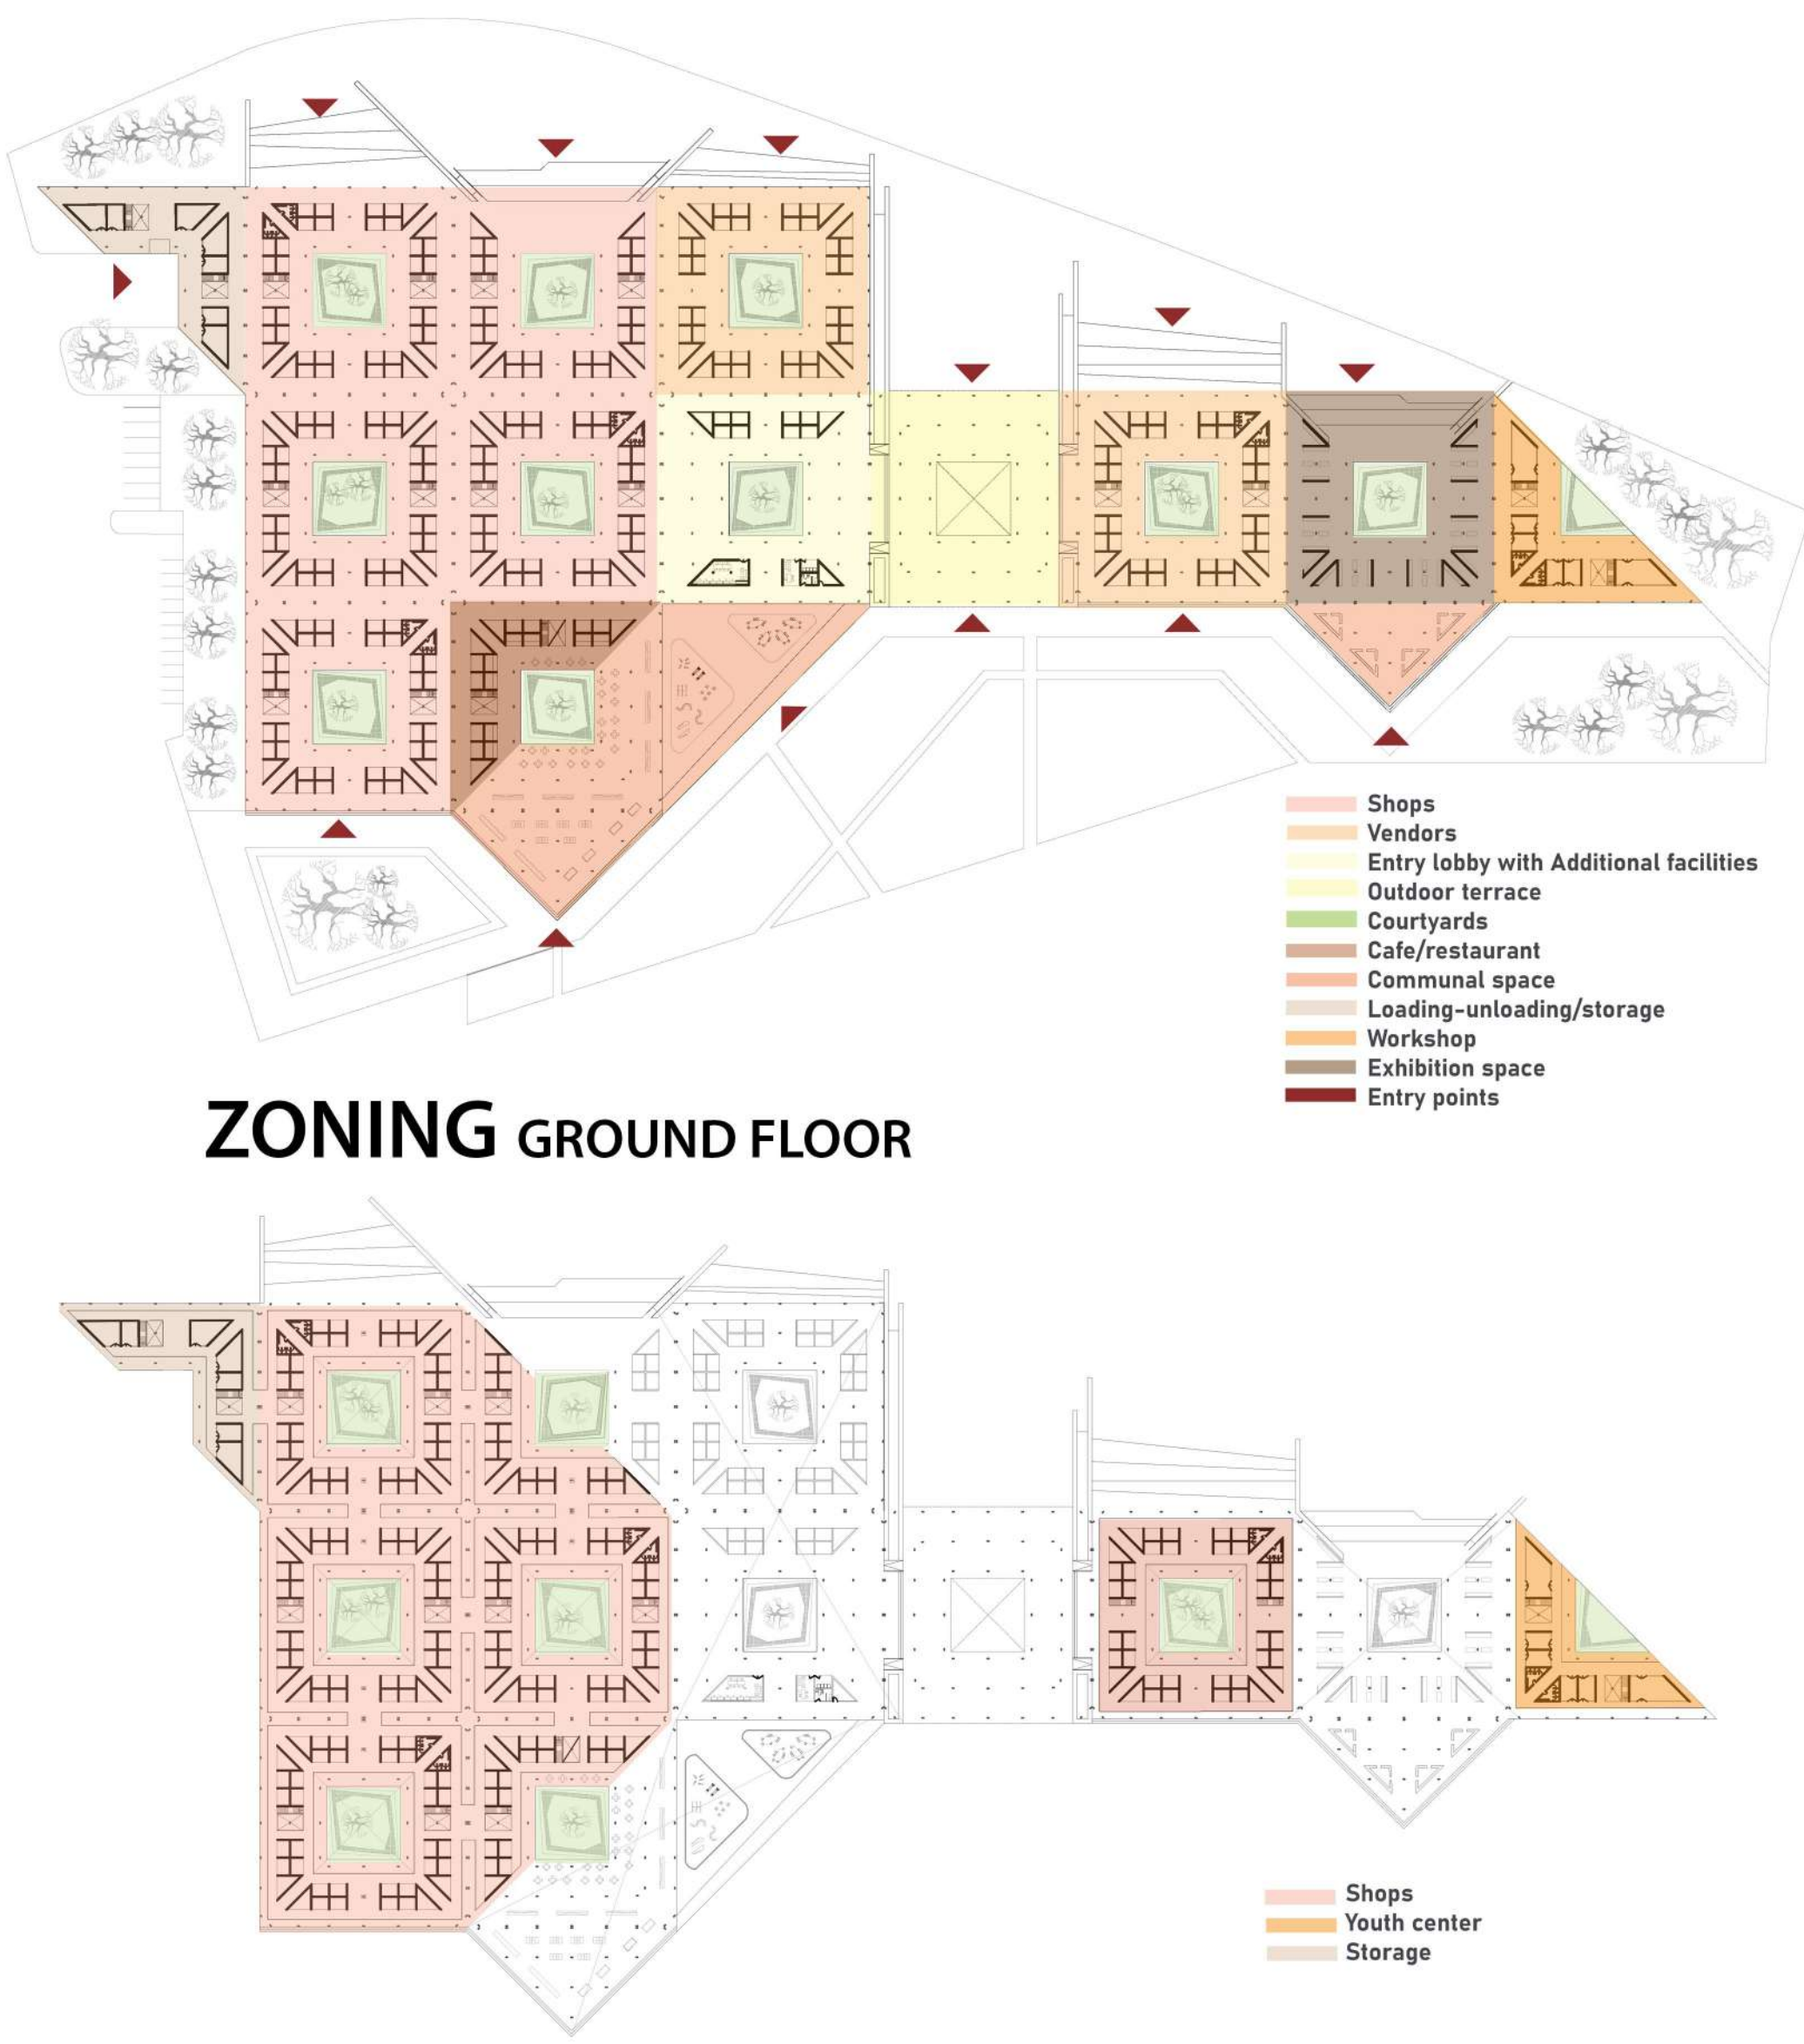 Shops
Vendors
Entry lobby with Additional facilities
Outdoor terrace
Courtyards
Cafe/restaurant
Communal space
Loading-unloading/storage
Workshop
Exhibition space
Entry points
ZONING GROUND FLOOR
Shops
Youth center
Storage